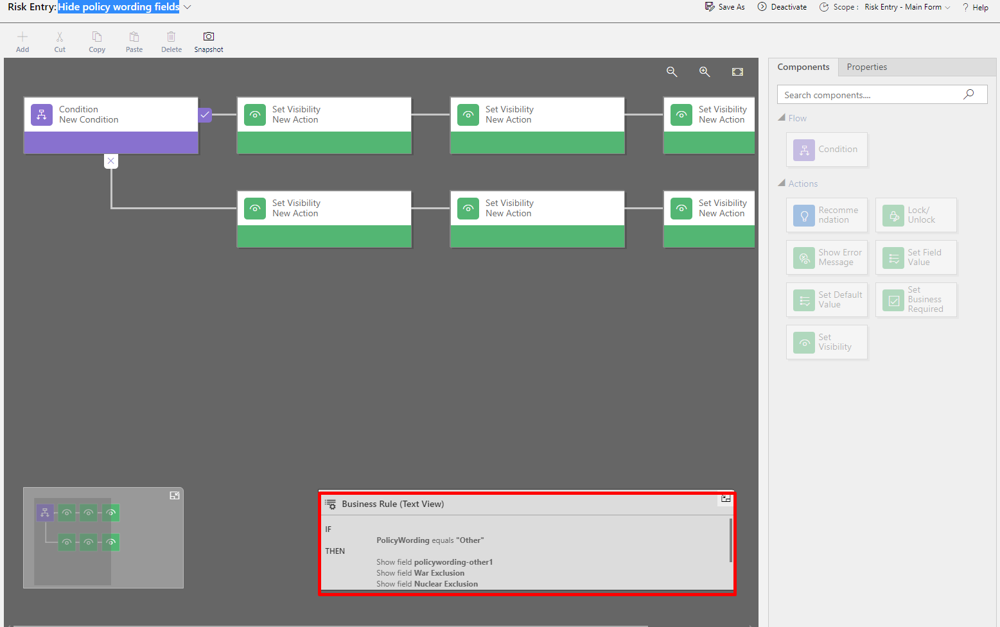 Risk Entry: Hide policy wording fields
Save As
Deactivate
Scope :
Risk Entry - Main Form
? Help
Add
Cut
Copy
Paste
Delete
Snapshot
Condition
New Condition
Set Visibility
New Action
Set Visibility
New Action
Set Visibility
New Action
Set Visibility
New Action
Set Visibility
New Action
Set Visibility
New Action
Business Rule (Text View)
IF
PolicyWording equals "Other"
THEN
Show field policywording-other1
Show field War Exclusion
Show field Nuclear Exclusion
Components
Properties
Search components....
Flow
Condition
Actions
Recomme
ndation
Lock/
Unlock
Show Error
Message
Set Field
Value
Set Default
Value
Set
Business
Required
Set
Visibility